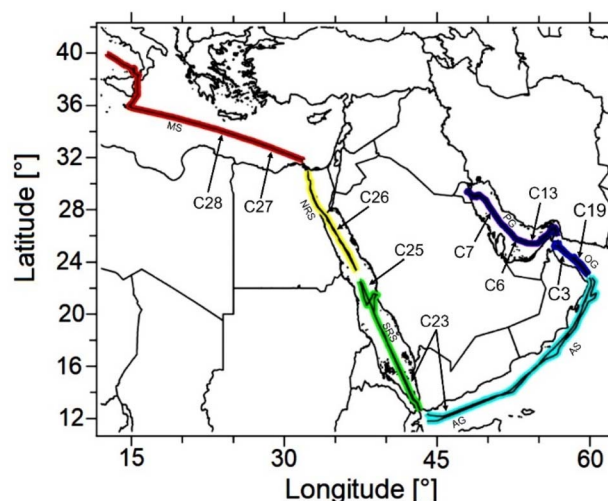 Latitude [°]
40
36
32
28
24
20
16
12
15
30
45
60
Longitude [°]
MS
C28
C27
NRS
C26
C25
SRS
C23
AG
AS
OG
C3
C19
C13
PG
C7
C6